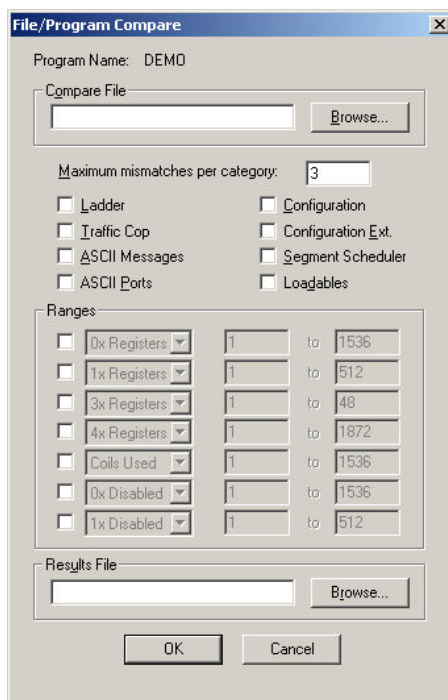 File/Program Compare
Program Name: DEMO
Compare File
Browse...
Maximum mismatches per category: 3
Ladder Configuration
Traffic Cop Configuration Ext.
ASCII Messages Segment Scheduler
ASCII Ports Loadables
Ranges
0x Registers 1 to 1536
1x Registers 1 to 512
3x Registers 1 to 48
4x Registers 1 to 1872
Coils Used 1 to 1536
0x Disabled 1 to 1536
1x Disabled 1 to 512
Results File
Browse...
OK Cancel